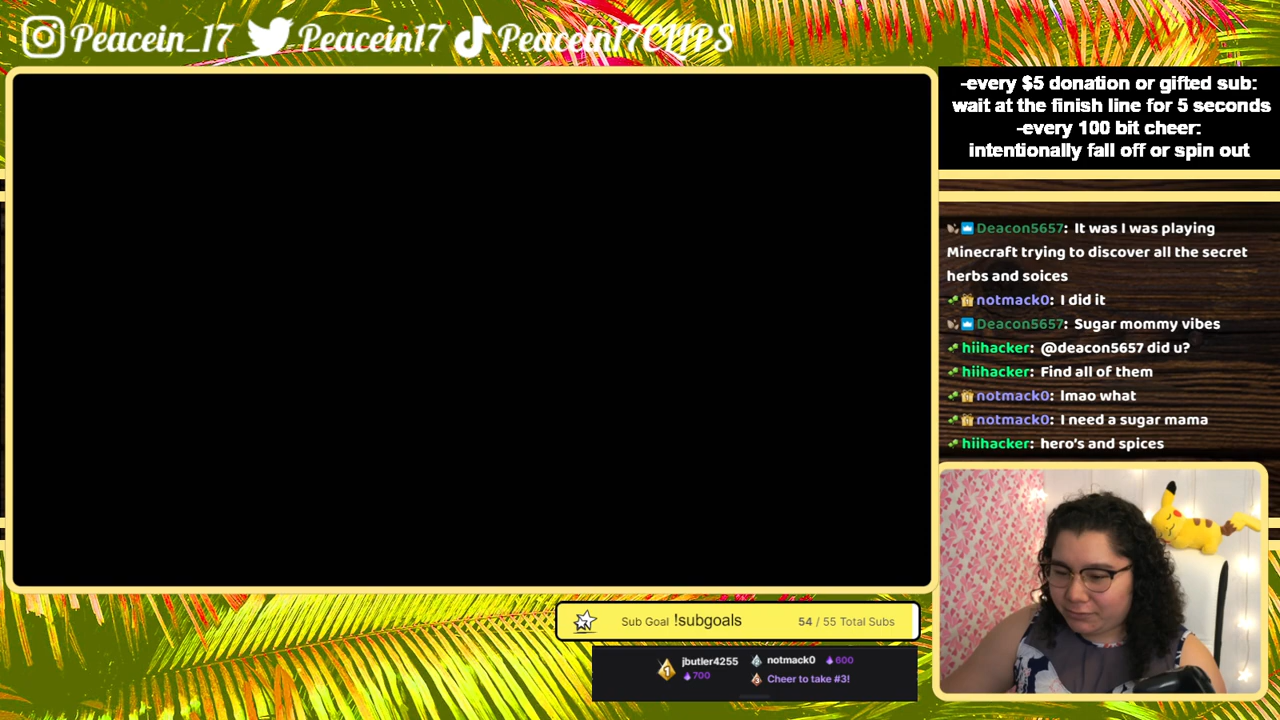 Peacein_17 Peacein17 Peacein17CTTPS
-every $5 donation or gifted sub:
wait at the finish line for 5 seconds
-every 100 bit cheer:
intentionally fall off or spin out
Deacon5657: It was I was playing
Minecraft trying to discover all the secret
herbs and soices
notmack0: I did it
Deacon5657: Sugar mommy vibes
hiihacker: @deacon5657 did u?
hiihacker: Find all of them
notmack0: lmao what
notmack0: I need a sugar mama
hiihacker: hero's and spices
Sub Goal !subgoals 54 / 55 Total Subs
1 jbutler4255 700
2 notmack0 600
3 Cheer to take #3!